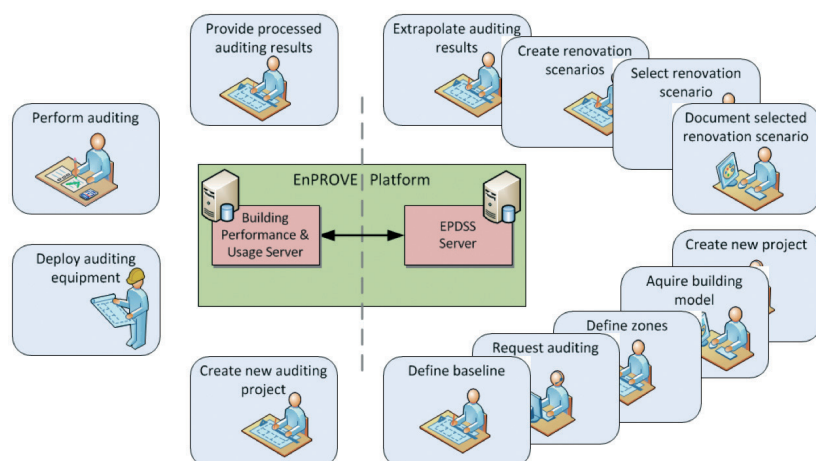 Provide processed
auditing results
Extrapolate auditing
results
Create renovation
scenarios
Select renovation
scenario
Document selected
renovation scenario
Perform auditing
EnPROVE Platform
Building
Performance &
Usage Server
EPDSS
Server
Deploy auditing
equipment
Create new project
Aquire building
model
Define zones
Request auditing
Define baseline
Create new auditing
project